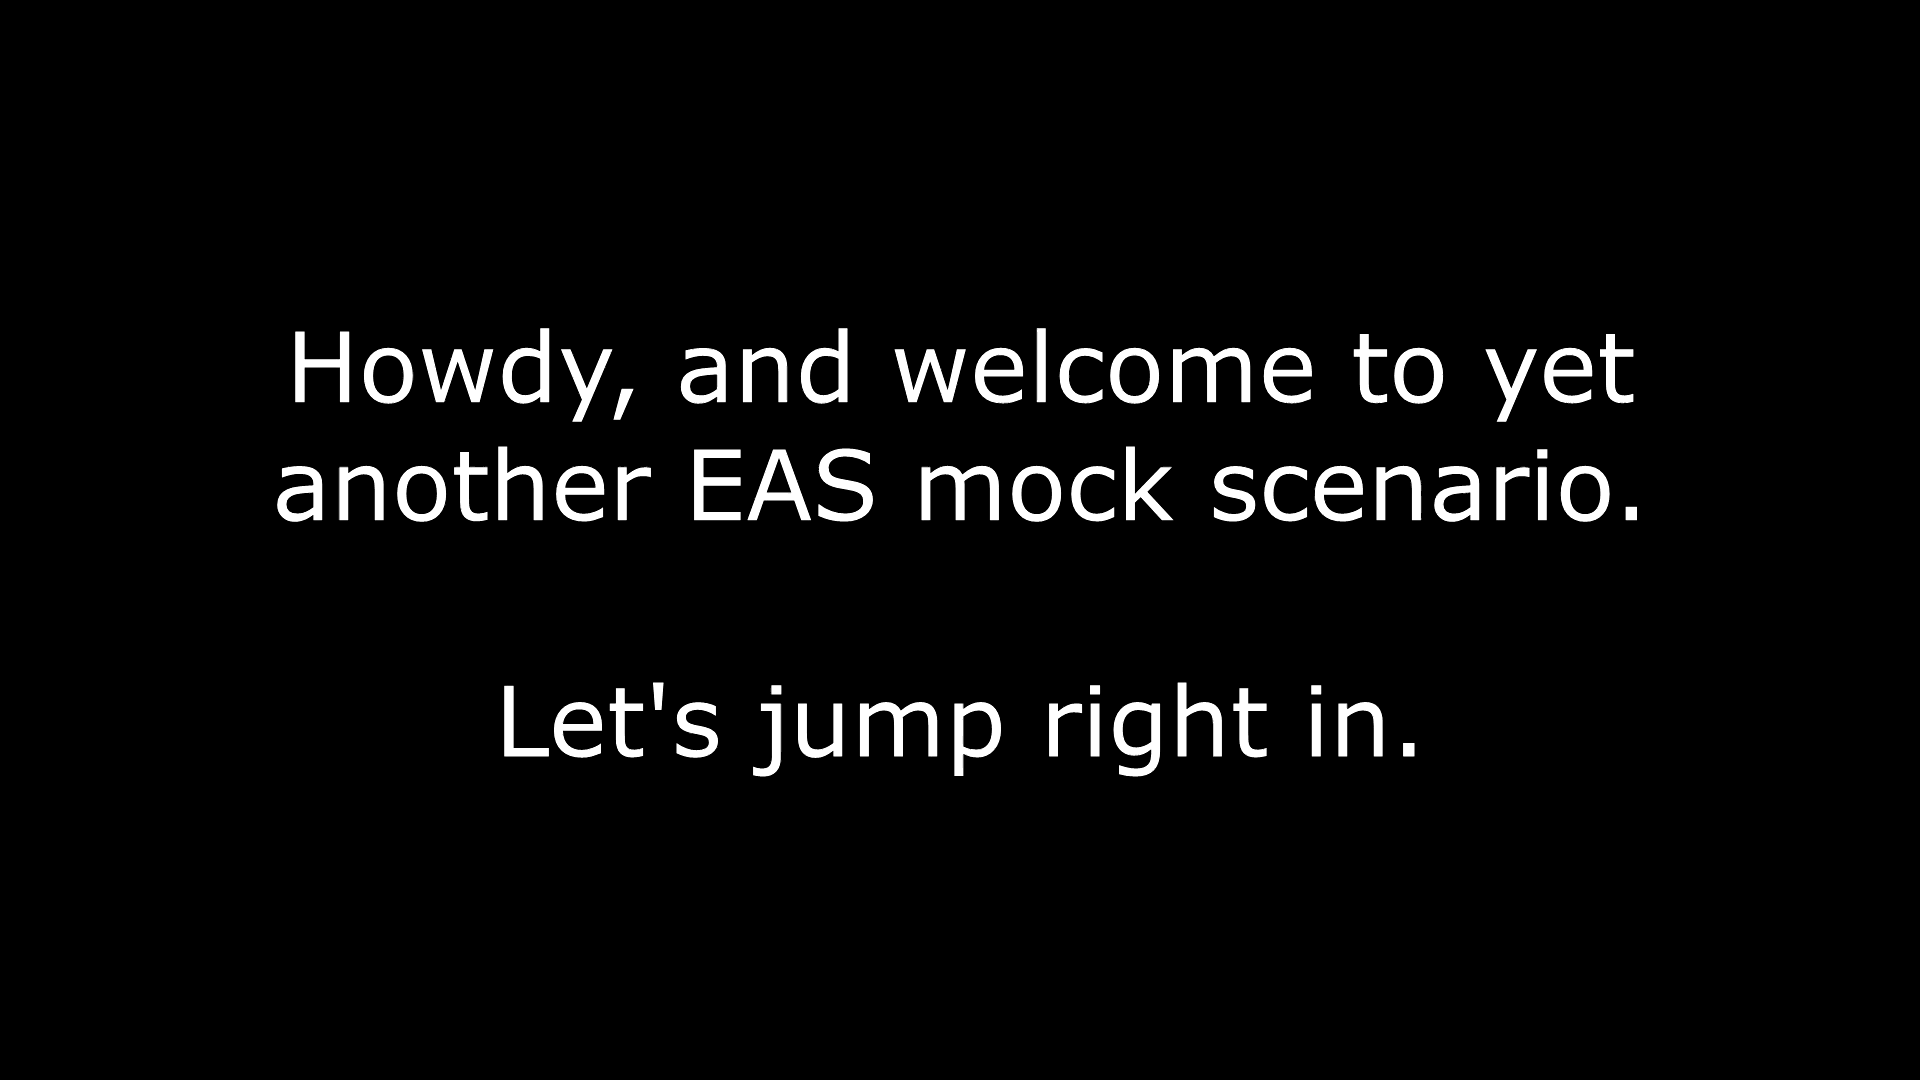 Howdy, and welcome to yet
another EAS mock scenario.
Let's jump right in.